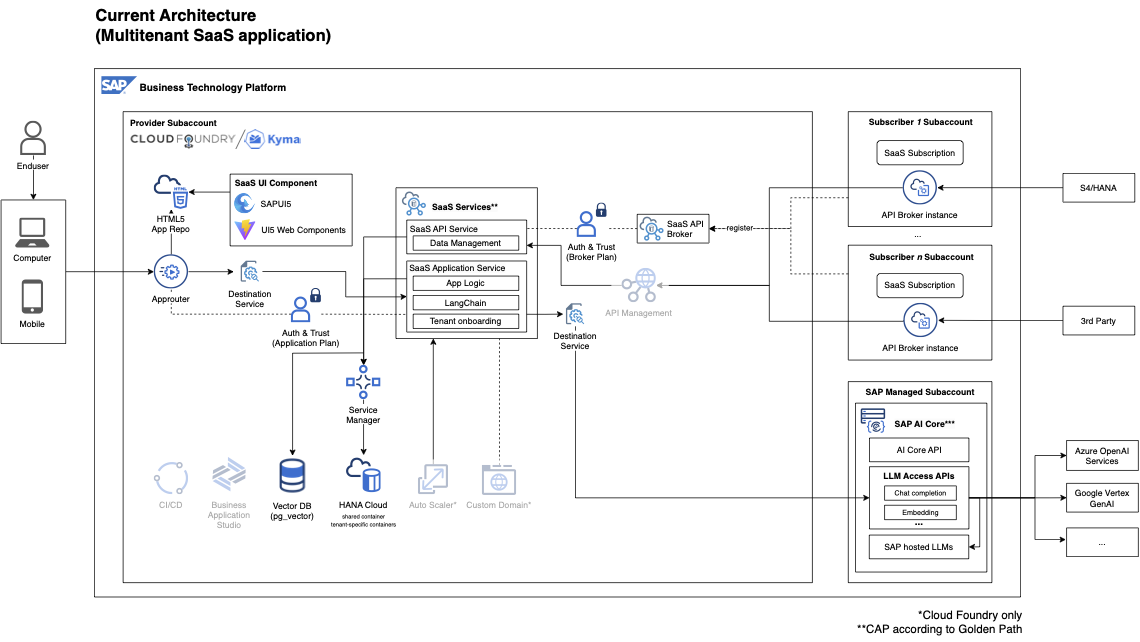 Current Architecture
(Multitenant SaaS application)
SAP
Business Technology Platform
Provider Subaccount
CLOUD FOUNDRY
Kyma
Enduser
Computer
Mobile
HTML
HTML5
App Repo
SaaS UI Component
SAPUI5
UI5 Web Components
Approuter
Destination
Service
Auth & Trust
(Application Plan)
SaaS Services**
SaaS API Service
Data Management
SaaS Application Service
App Logic
LangChain
Tenant onboarding
Auth & Trust
(Broker Plan)
SaaS API
Broker
register
API Management
Destination
Service
Service
Manager
CI/CD
Business
Application
Studio
Vector DB
(pg_vector)
HANA Cloud
shared container
tenant-specific containers
Auto Scaler*
Custom Domain*
Subscriber 1 Subaccount
SaaS Subscription
API Broker instance
...
Subscriber n Subaccount
SaaS Subscription
API Broker instance
S4/HANA
3rd Party
SAP Managed Subaccount
SAP AI Core***
AI Core API
LLM Access APIs
Chat completion
Embedding
...
SAP hosted LLMs
Azure OpenAI
Services
Google Vertex
GenAI
...
*Cloud Foundry only
**CAP according to Golden Path